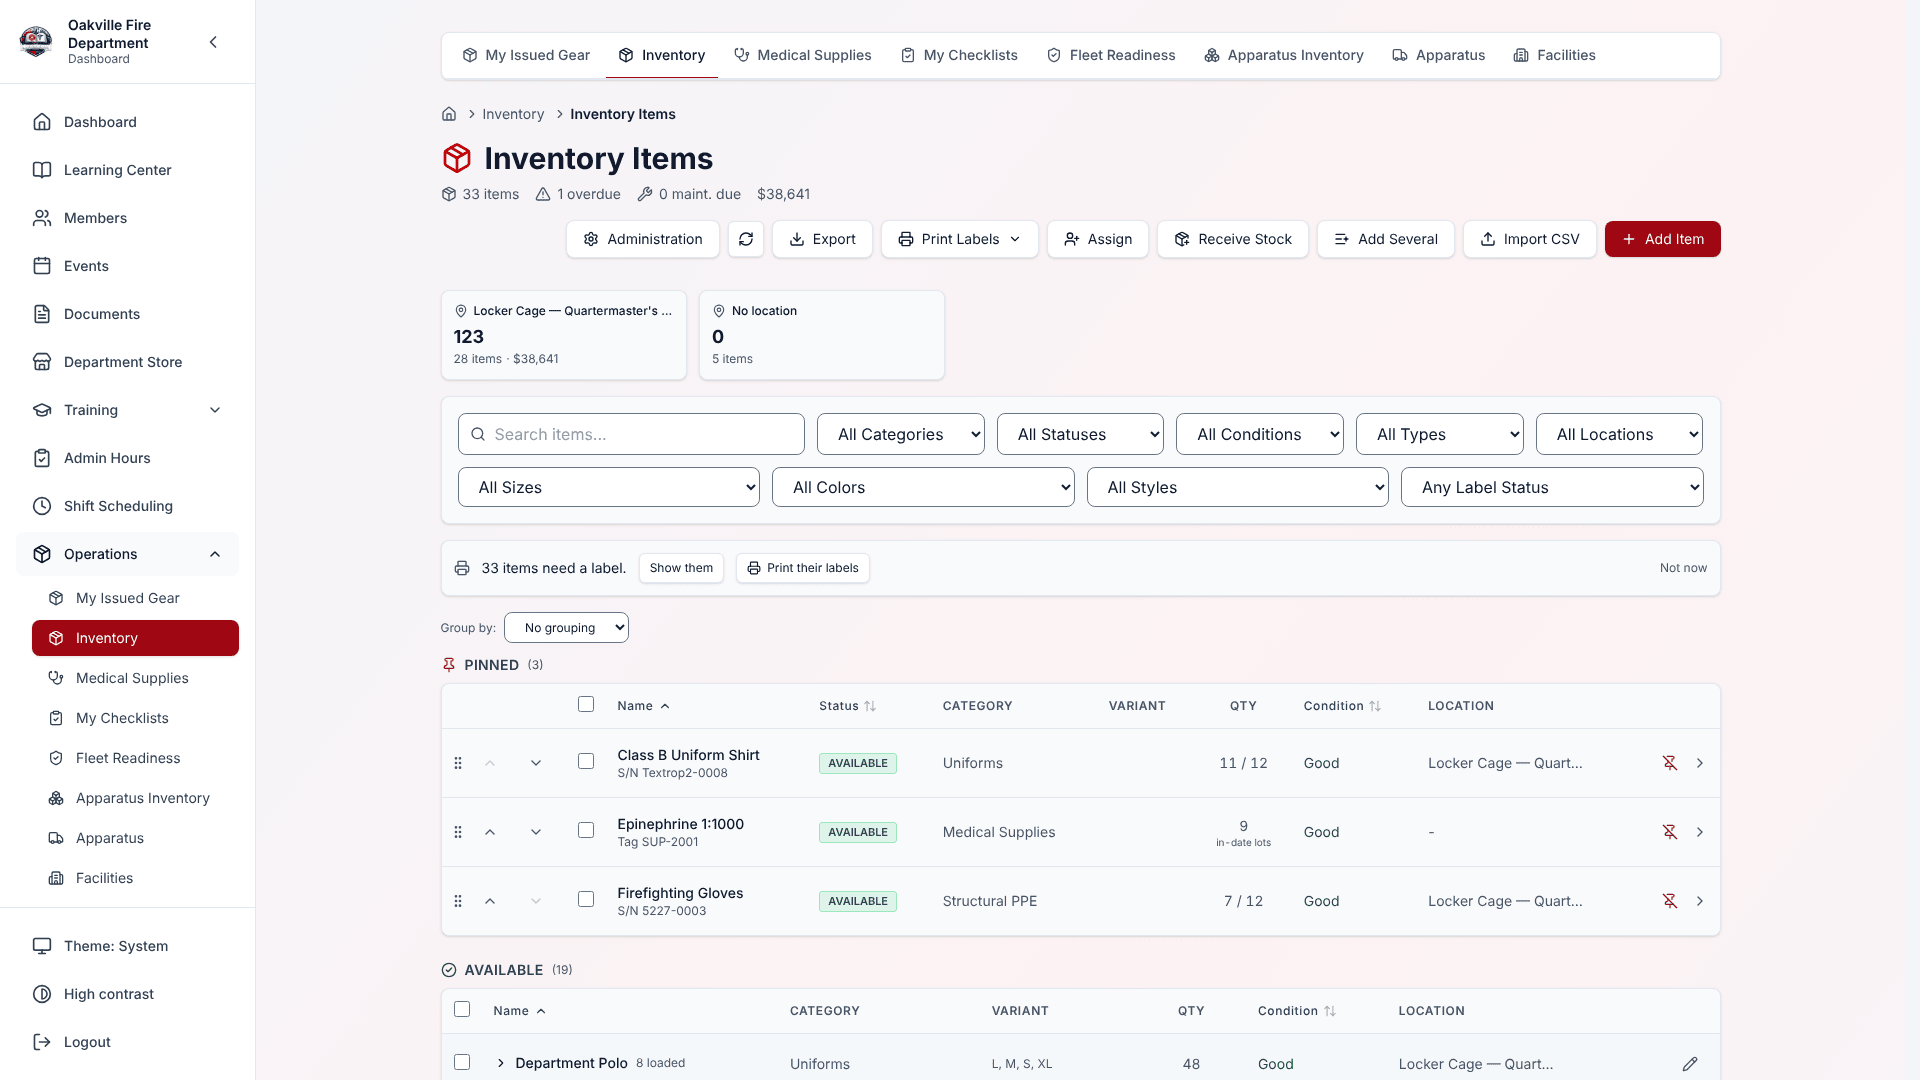 Oakville Fire
Department
Dashboard
Dashboard
Learning Center
Members
Events
Documents
Department Store
Training
Admin Hours
Shift Scheduling
Operations
My Issued Gear
Inventory
Medical Supplies
My Checklists
Fleet Readiness
Apparatus Inventory
Apparatus
Facilities
Theme: System
High contrast
Logout
My Issued Gear Inventory Medical Supplies My Checklists Fleet Readiness Apparatus Inventory Apparatus Facilities
Inventory Inventory Items
Inventory Items
33 items 1 overdue 0 maint. due $38,641
Administration Export Print Labels Assign Receive Stock Add Several Import CSV Add Item
Locker Cage — Quartermaster's ...
123
28 items · $38,641
No location
0
5 items
Search items... All Categories All Statuses All Conditions All Types All Locations
All Sizes All Colors All Styles Any Label Status
33 items need a label. Show them Print their labels Not now
Group by: No grouping
PINNED (3)
Name Status CATEGORY VARIANT QTY Condition LOCATION
Class B Uniform Shirt AVAILABLE Uniforms 11 / 12 Good Locker Cage — Quart...
S/N Textrop2-0008
Epinephrine 1:1000 AVAILABLE Medical Supplies 9 Good -
Tag SUP-2001 in-date lots
Firefighting Gloves AVAILABLE Structural PPE 7 / 12 Good Locker Cage — Quart...
S/N 5227-0003
AVAILABLE (19)
Name CATEGORY VARIANT QTY Condition LOCATION
Department Polo 8 loaded Uniforms L, M, S, XL 48 Good Locker Cage — Quart...